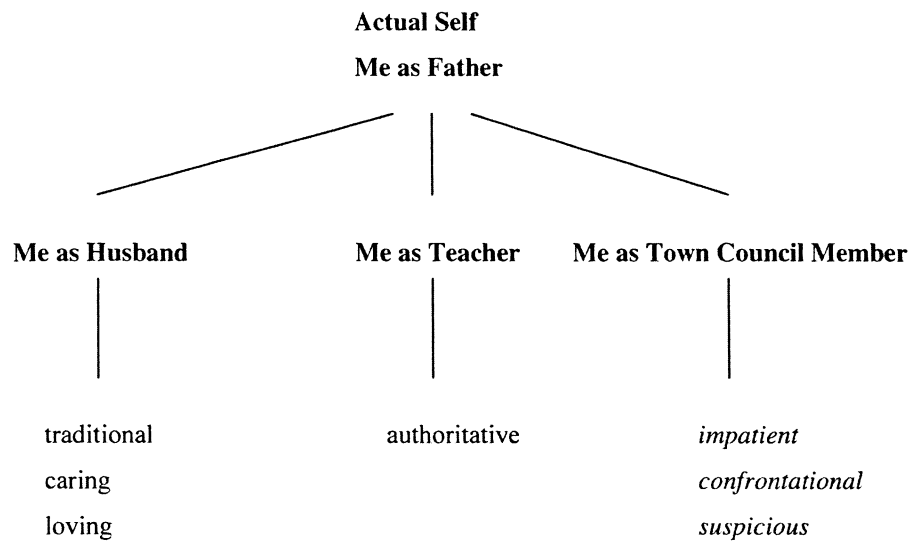 Actual Self
Me as Father
Me as Husband
Me as Teacher
Me as Town Council Member
traditional
caring
loving
authoritative
impatient
confrontational
suspicious